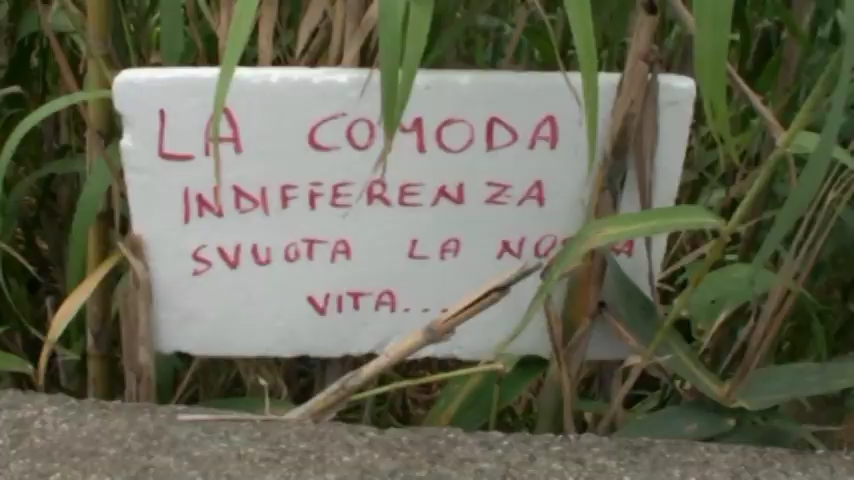 LA COMODA
INDIFFERENZA
SVUOTA LA
VITA...